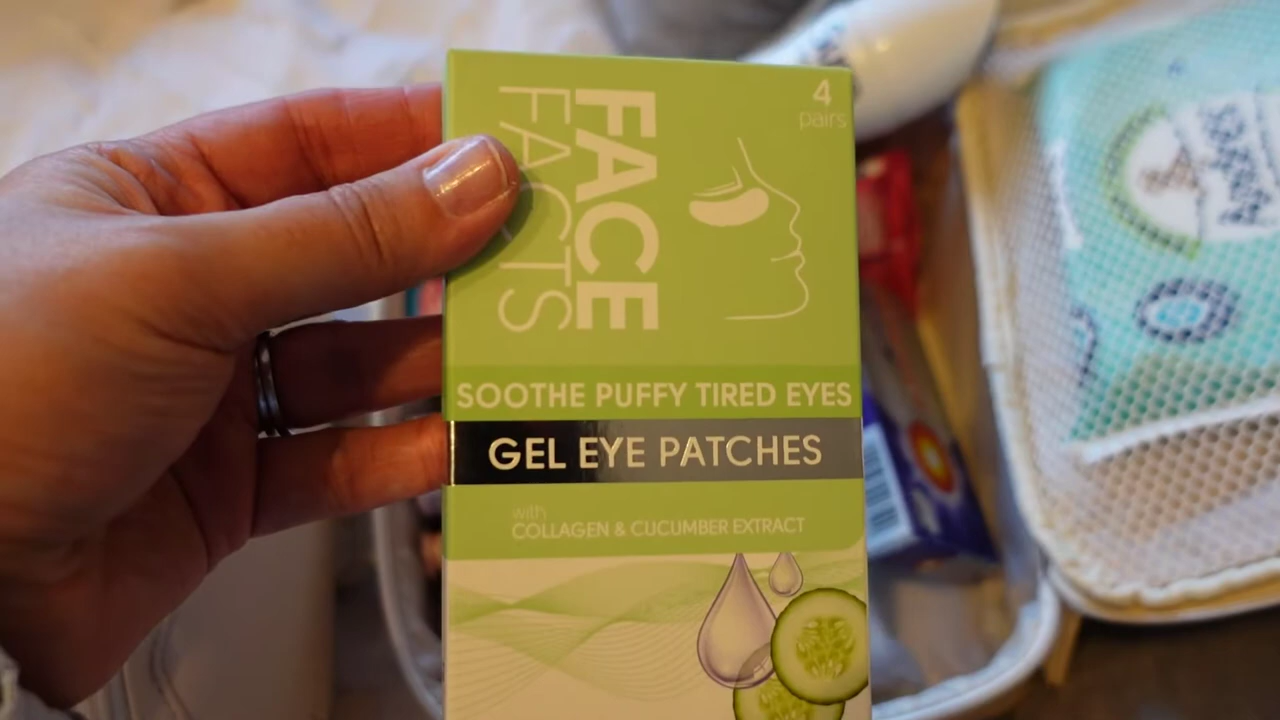 FACE
FACTS
4
pairs
SOOTHE PUFFY TIRED EYES
GEL EYE PATCHES
with
COLLAGEN & CUCUMBER EXTRACT